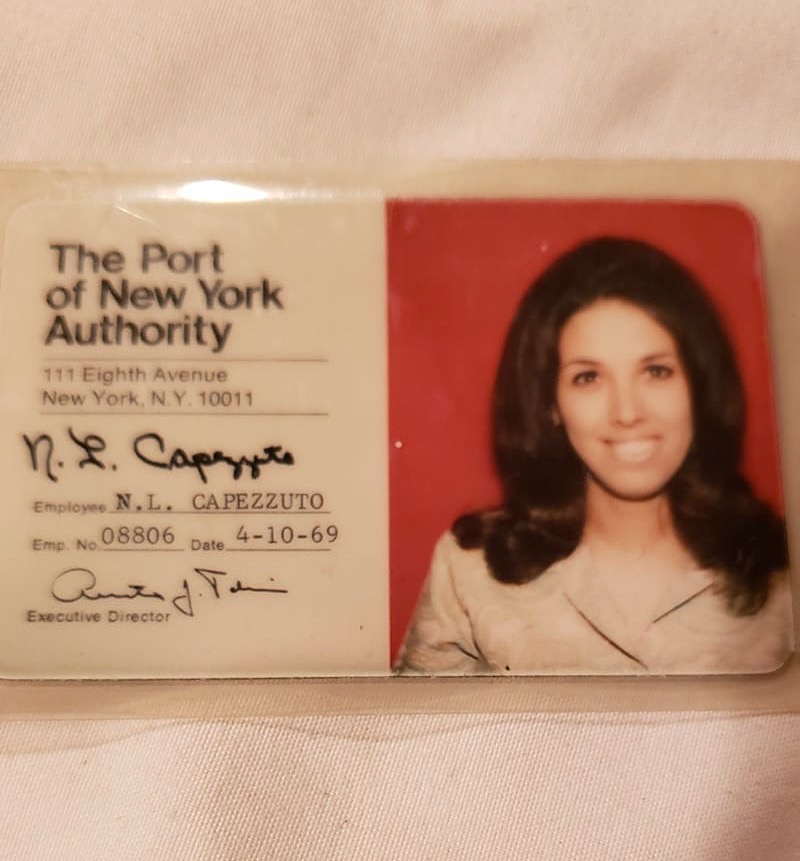 The Port
of New York
Authority
111 Eighth Avenue
New York, N.Y. 10011
N. L. Capezzuto
Employee N.L. CAPEZZUTO
Emp. No. 08806 Date 4-10-69
J.
Executive Director